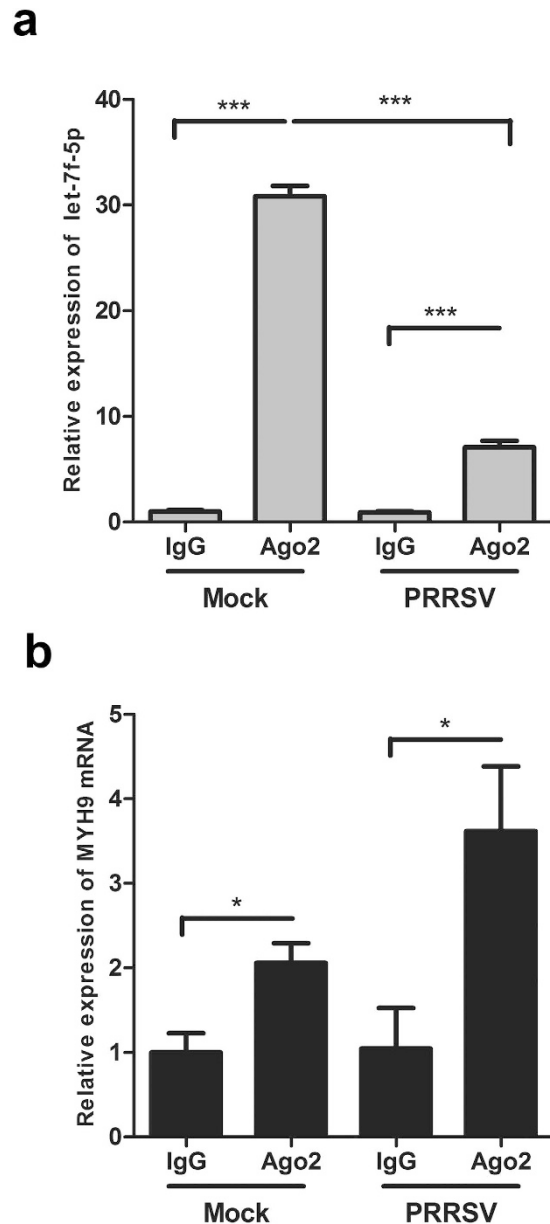 a
Relative expression of let-7f-5p
40
30
20
10
0
***
***
***
IgG
Ago2
IgG
Ago2
Mock
PRRSV
b
Relative expression of MYH9 mRNA
5
4
3
2
1
0
*
*
IgG
Ago2
IgG
Ago2
Mock
PRRSV